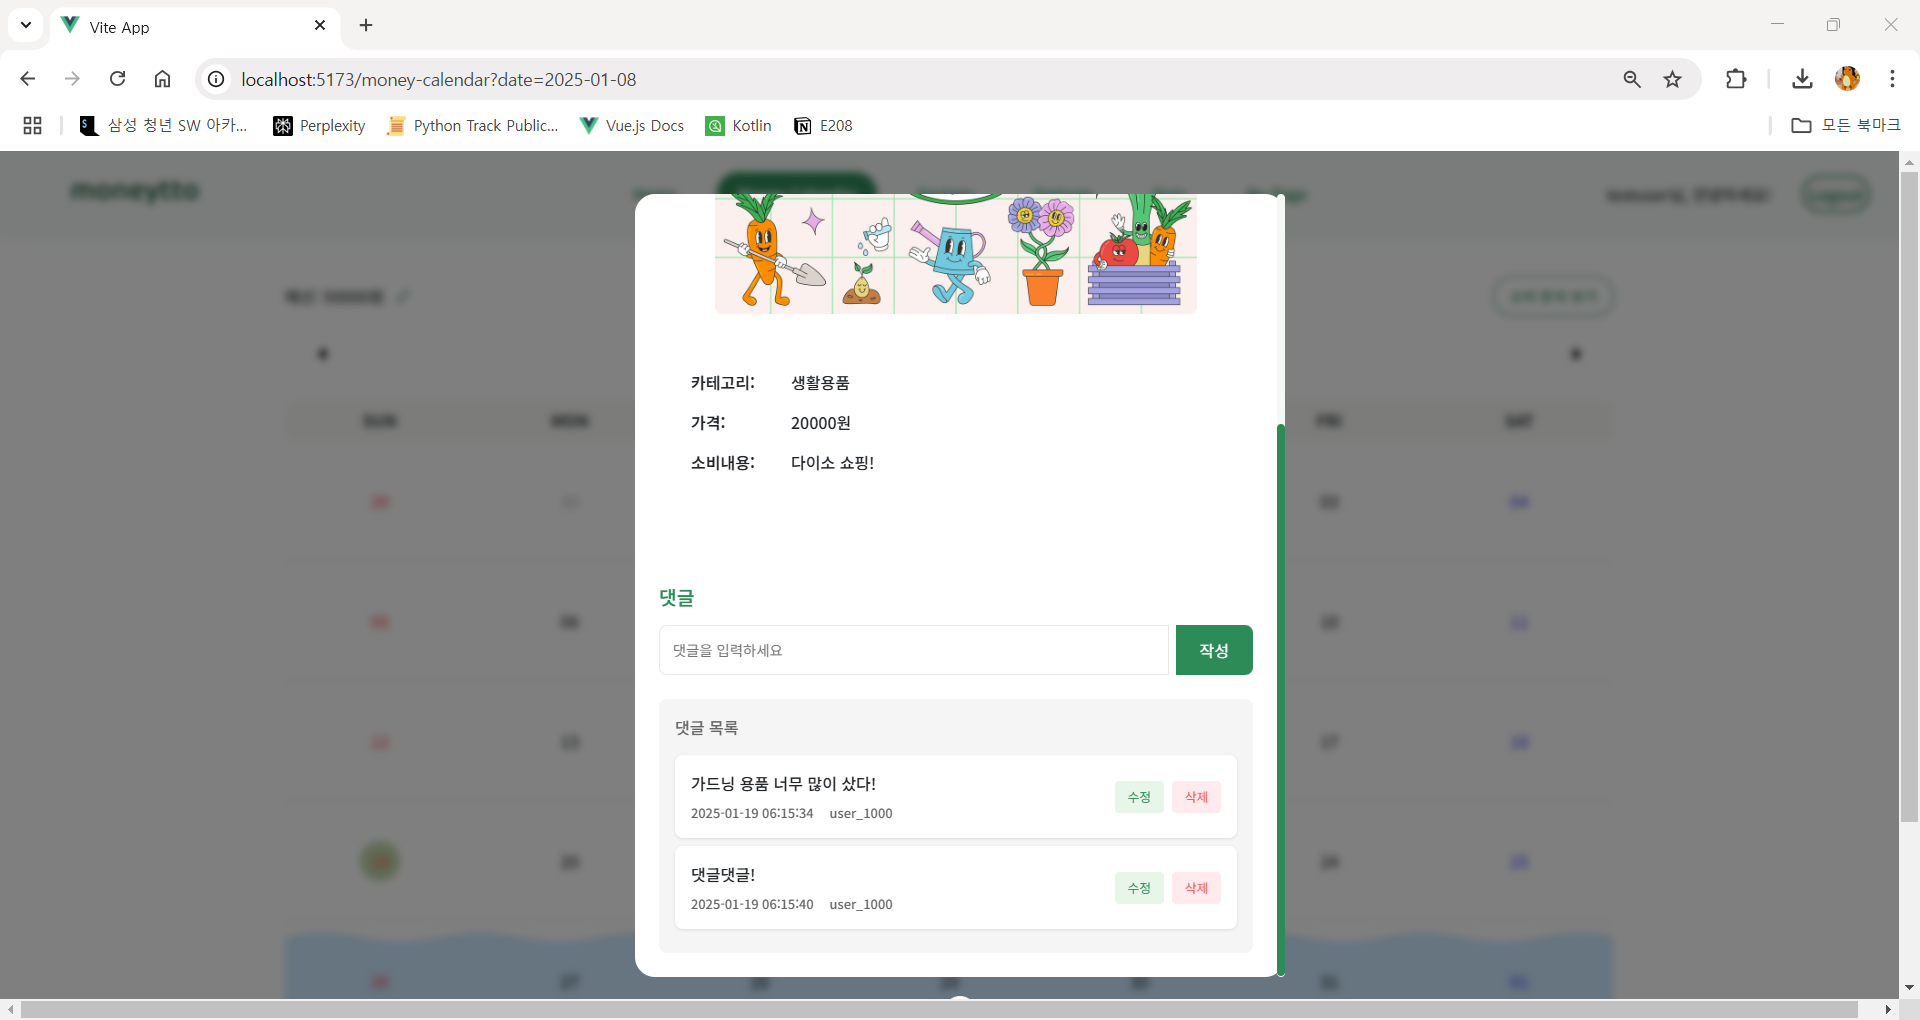 Vite App
localhost:5173/money-calendar?date=2025-01-08
삼성 청년 SW 아카...
Perplexity
Python Track Public...
Vue.js Docs
Kotlin
E208
모든 북마크
moneytto
SUN
MON
FRI
SAT
카테고리: 생활용품
가격: 20000원
소비내용: 다이소 쇼핑!
댓글
댓글을 입력하세요
작성
댓글 목록
가드닝 용품 너무 많이 샀다!
2025-01-19 06:15:34 user_1000
수정
삭제
댓글댓글!
2025-01-19 06:15:40 user_1000
수정
삭제